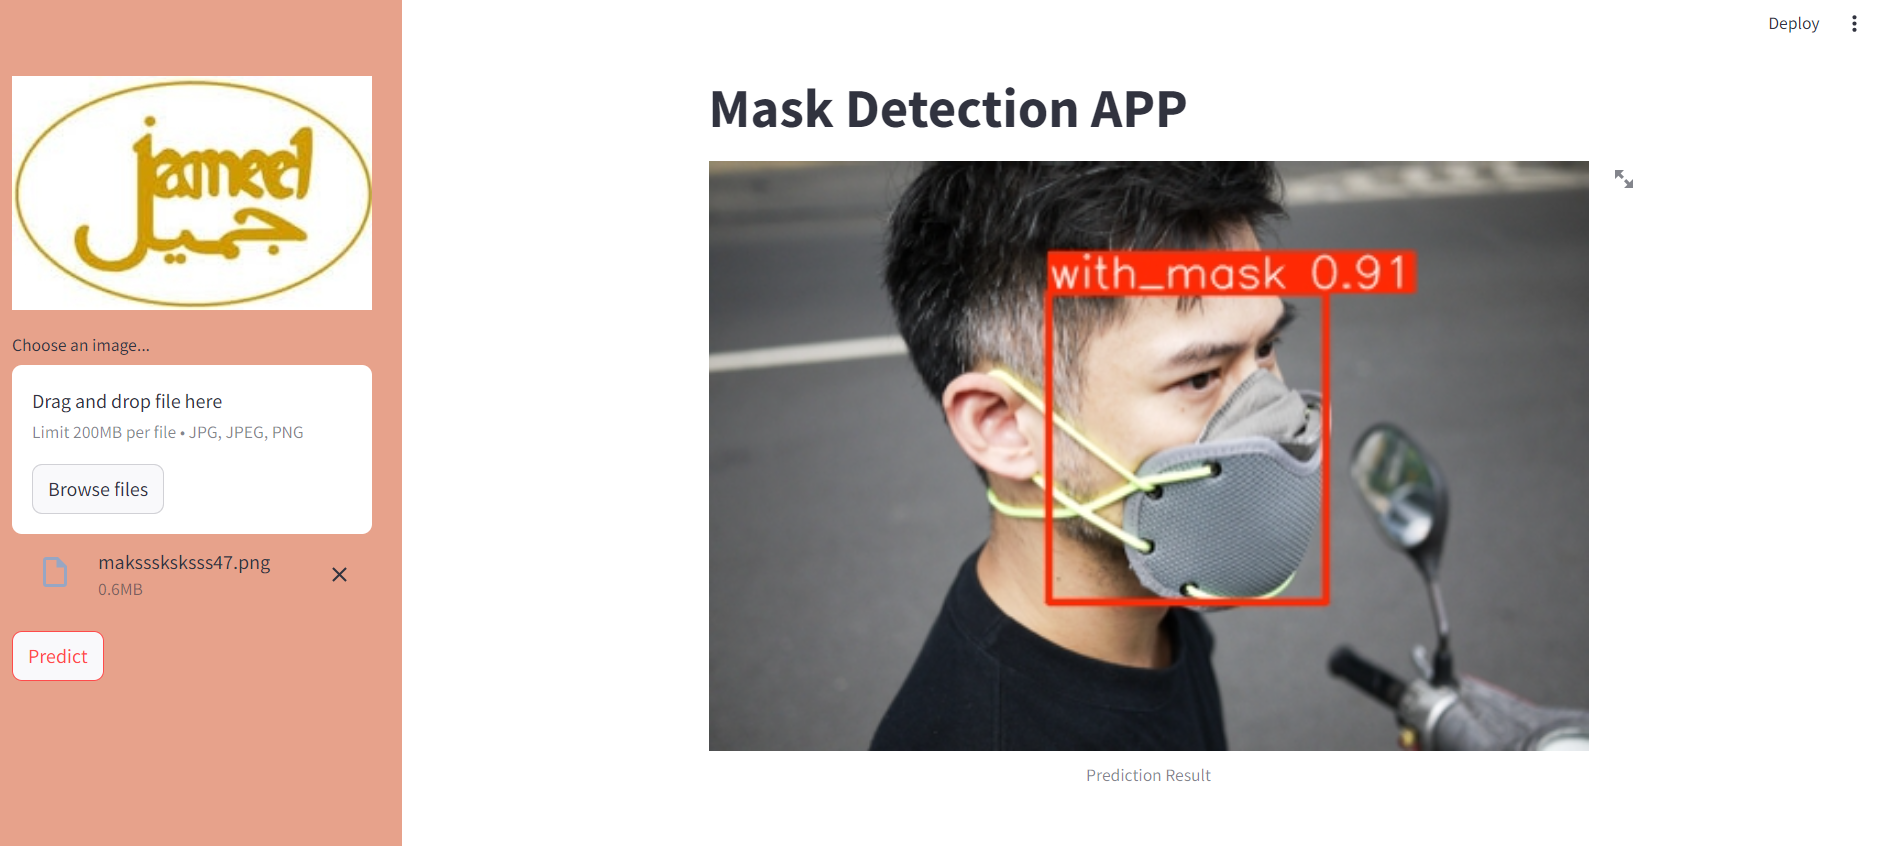 Deploy
jameel
جميل
Choose an image...
Drag and drop file here
Limit 200MB per file • JPG, JPEG, PNG
Browse files
makssskksss47.png
0.6MB
Predict
Mask Detection APP
with_mask 0.91
Prediction Result